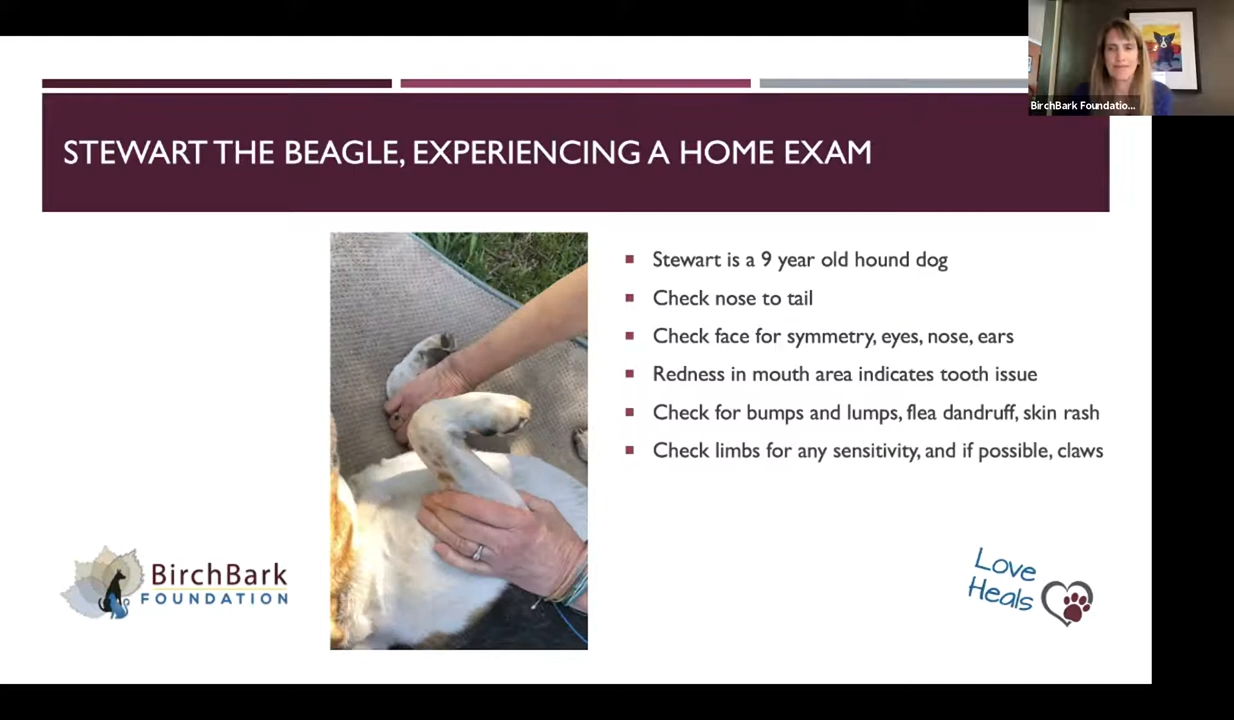 BirchBark Foundatio...
STEWART THE BEAGLE, EXPERIENCING A HOME EXAM
Stewart is a 9 year old hound dog
Check nose to tail
Check face for symmetry, eyes, nose, ears
Redness in mouth area indicates tooth issue
Check for bumps and lumps, flea dandruff, skin rash
Check limbs for any sensitivity, and if possible, claws
BirchBark
FOUNDATION
Love
Heals